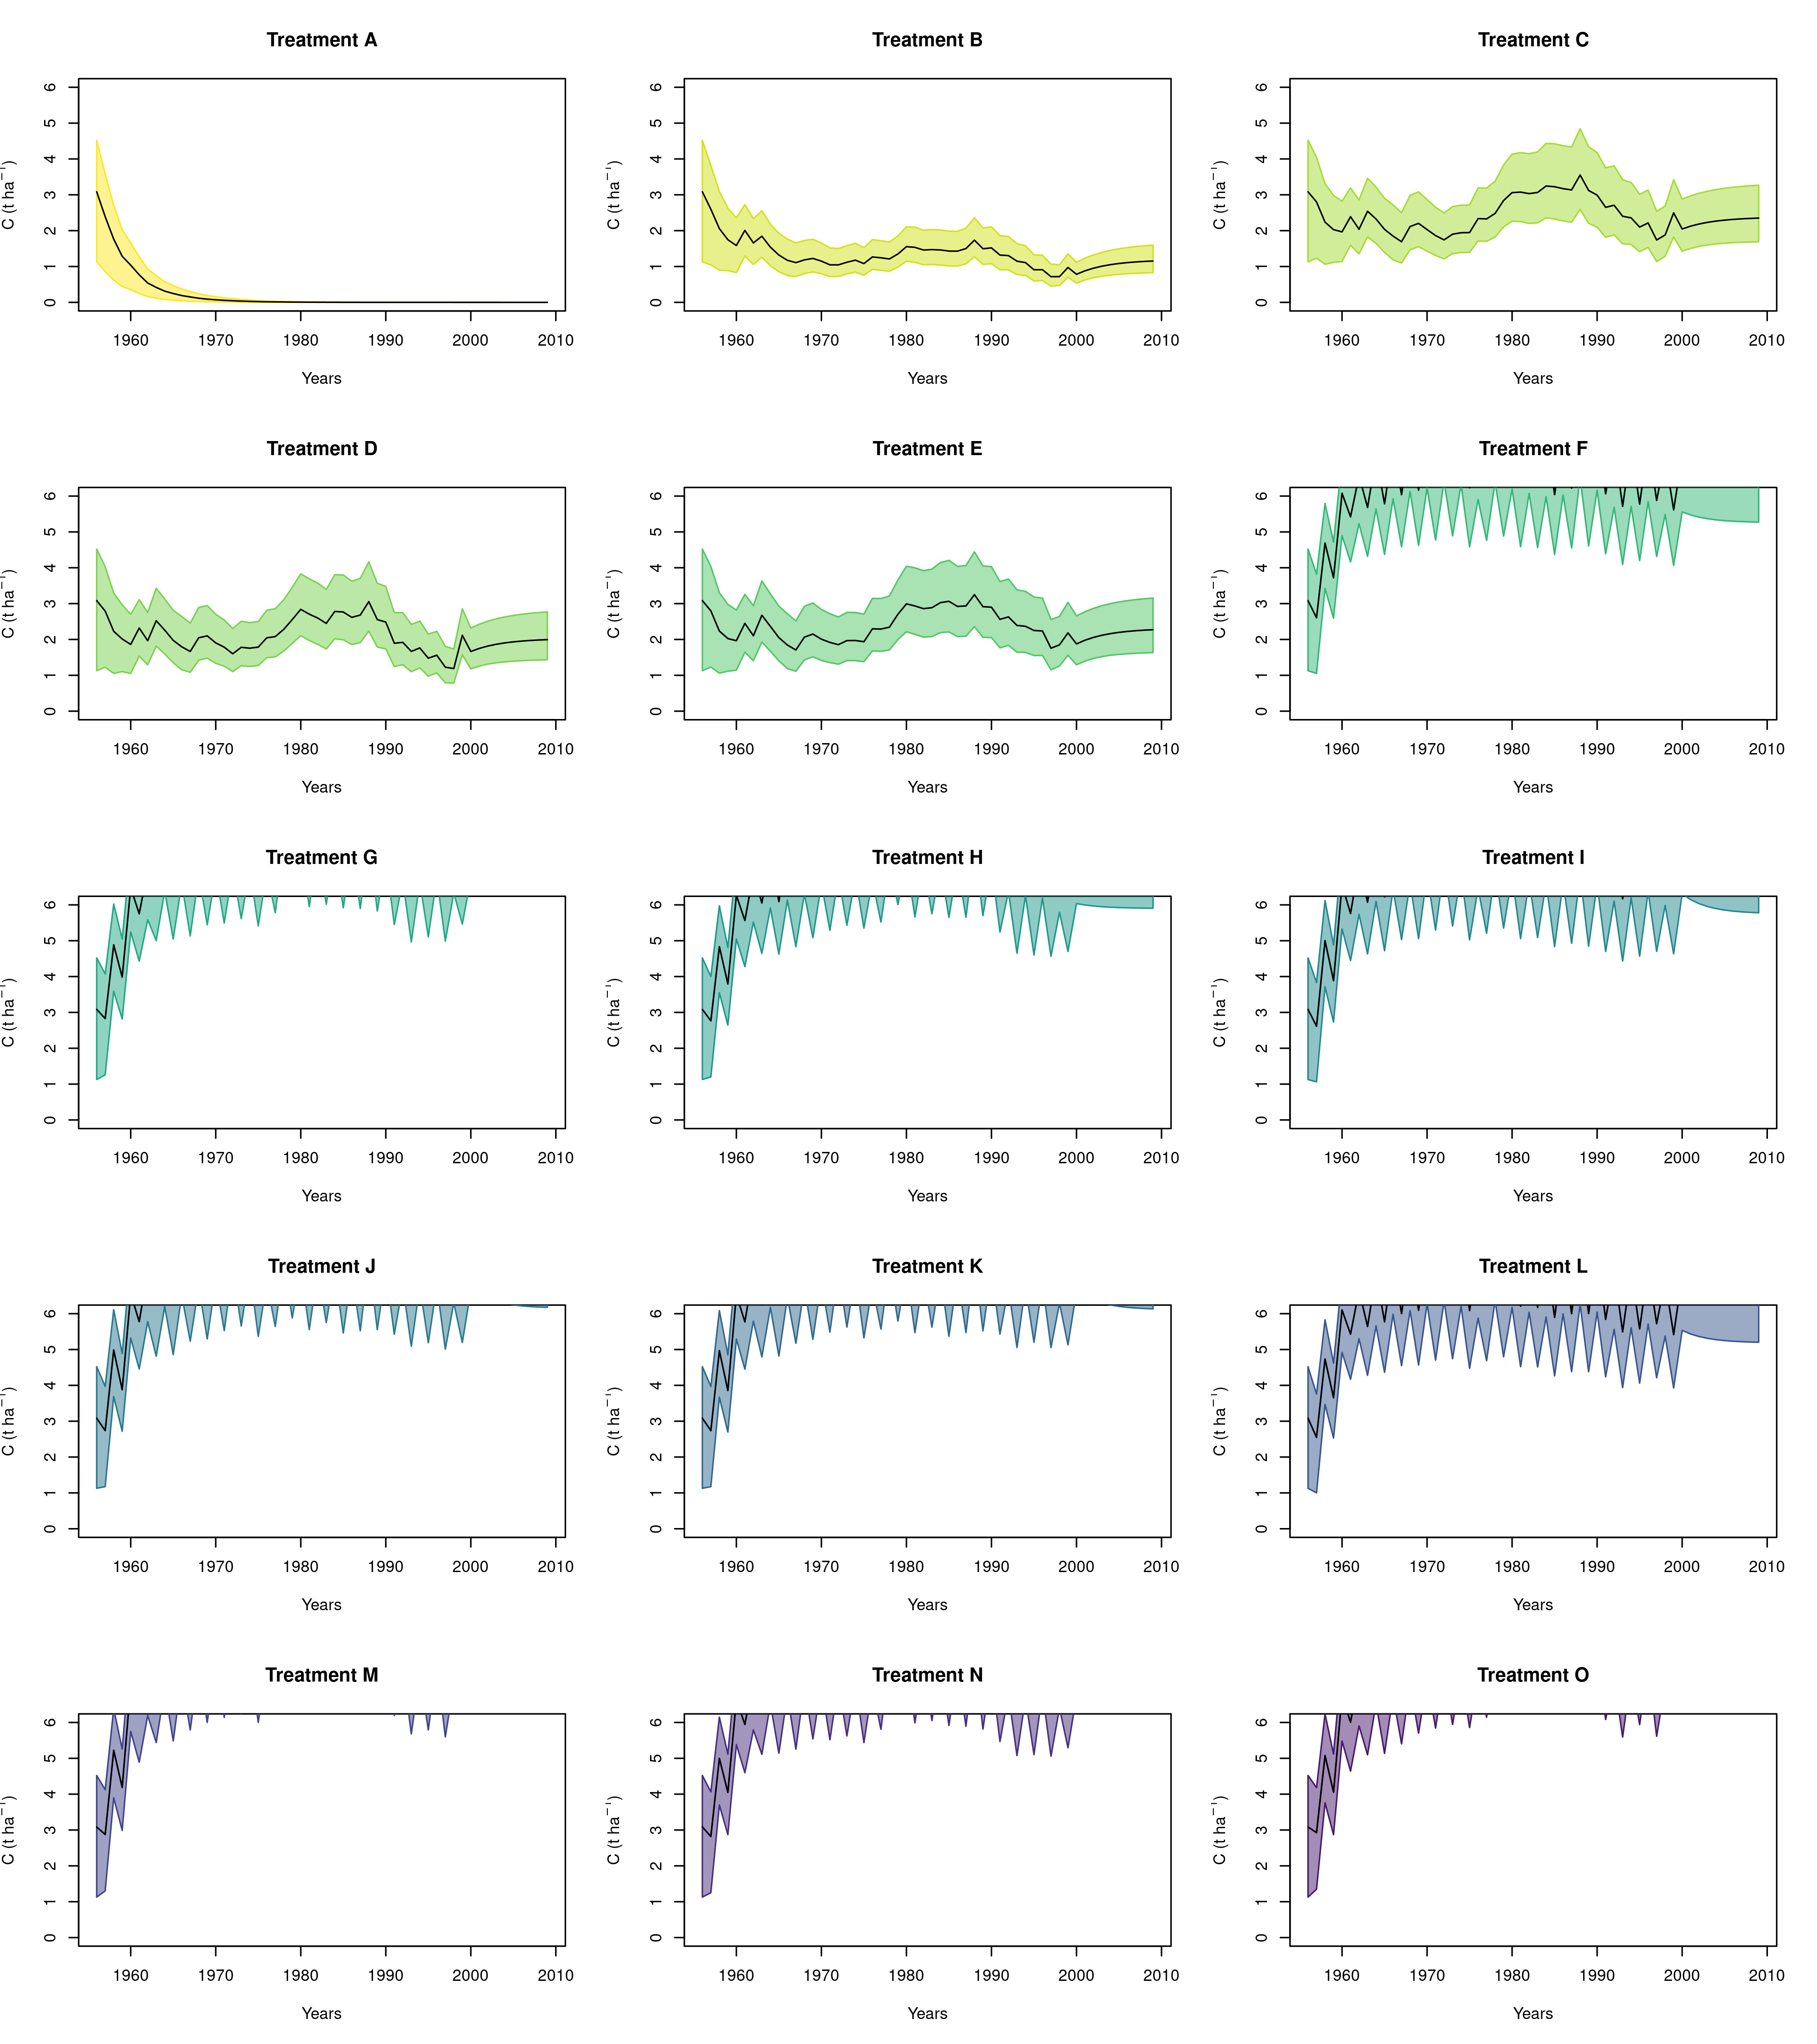 Treatment A
C (t ha⁻¹)
0 1 2 3 4 5 6
1960 1970 1980 1990 2000 2010
Years
Treatment B
C (t ha⁻¹)
0 1 2 3 4 5 6
1960 1970 1980 1990 2000 2010
Years
Treatment C
C (t ha⁻¹)
0 1 2 3 4 5 6
1960 1970 1980 1990 2000 2010
Years
Treatment D
C (t ha⁻¹)
0 1 2 3 4 5 6
1960 1970 1980 1990 2000 2010
Years
Treatment E
C (t ha⁻¹)
0 1 2 3 4 5 6
1960 1970 1980 1990 2000 2010
Years
Treatment F
C (t ha⁻¹)
0 1 2 3 4 5 6
1960 1970 1980 1990 2000 2010
Years
Treatment G
C (t ha⁻¹)
0 1 2 3 4 5 6
1960 1970 1980 1990 2000 2010
Years
Treatment H
C (t ha⁻¹)
0 1 2 3 4 5 6
1960 1970 1980 1990 2000 2010
Years
Treatment I
C (t ha⁻¹)
0 1 2 3 4 5 6
1960 1970 1980 1990 2000 2010
Years
Treatment J
C (t ha⁻¹)
0 1 2 3 4 5 6
1960 1970 1980 1990 2000 2010
Years
Treatment K
C (t ha⁻¹)
0 1 2 3 4 5 6
1960 1970 1980 1990 2000 2010
Years
Treatment L
C (t ha⁻¹)
0 1 2 3 4 5 6
1960 1970 1980 1990 2000 2010
Years
Treatment M
C (t ha⁻¹)
0 1 2 3 4 5 6
1960 1970 1980 1990 2000 2010
Years
Treatment N
C (t ha⁻¹)
0 1 2 3 4 5 6
1960 1970 1980 1990 2000 2010
Years
Treatment O
C (t ha⁻¹)
0 1 2 3 4 5 6
1960 1970 1980 1990 2000 2010
Years